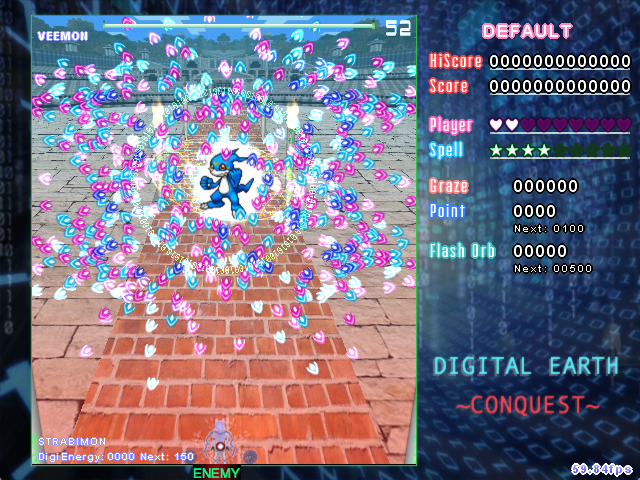 VEEMON
52
DEFAULT
HiScore 0000000000000
Score 0000000000000
Player
Spell
Graze 000000
Point 0000
Next: 0100
Flash Orb 00000
Next: 00500
DIGITAL EARTH
~CONQUEST~
STRABIMON
DigiEnergy: 0000 Next: 150
ENEMY
59.84fps